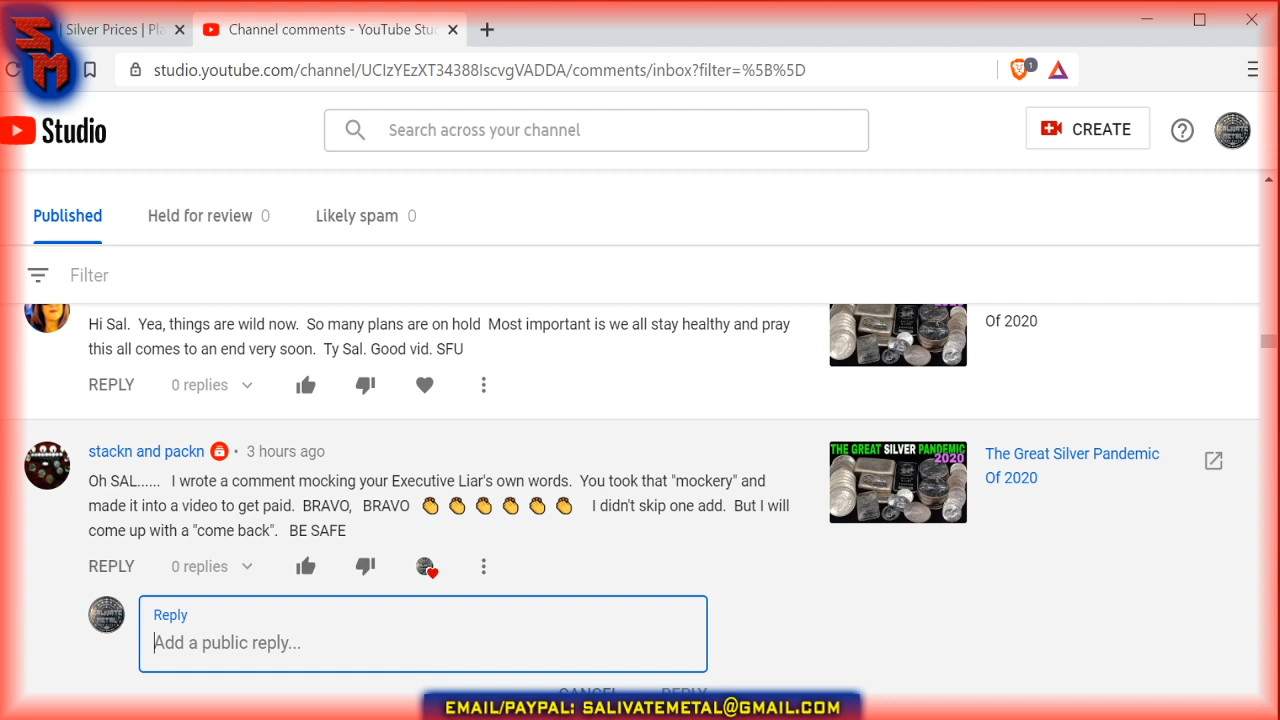 SM
| Silver Prices | Pla
Channel comments - YouTube Stu
studio.youtube.com/channel/UCIzYEzXT34388IscvgVADDA/comments/inbox?filter=%5B%5D
1
Studio
Search across your channel
CREATE
Published
Held for review 0
Likely spam 0
Filter
Hi Sal. Yea, things are wild now. So many plans are on hold Most important is we all stay healthy and pray
this all comes to an end very soon. Ty Sal. Good vid. SFU
Of 2020
REPLY
0 replies
stackn and packn • 3 hours ago
Oh SAL...... I wrote a comment mocking your Executive Liar's own words. You took that "mockery" and
made it into a video to get paid. BRAVO, BRAVO 👏 👏 👏 👏 👏 👏 I didn't skip one add. But I will
come up with a "come back". BE SAFE
THE GREAT SILVER PANDEMIC
2020
The Great Silver Pandemic
Of 2020
REPLY
0 replies
Reply
Add a public reply...
CANCEL
REPLY
EMAIL/PAYPAL: SALIVATEMETAL@GMAIL.COM